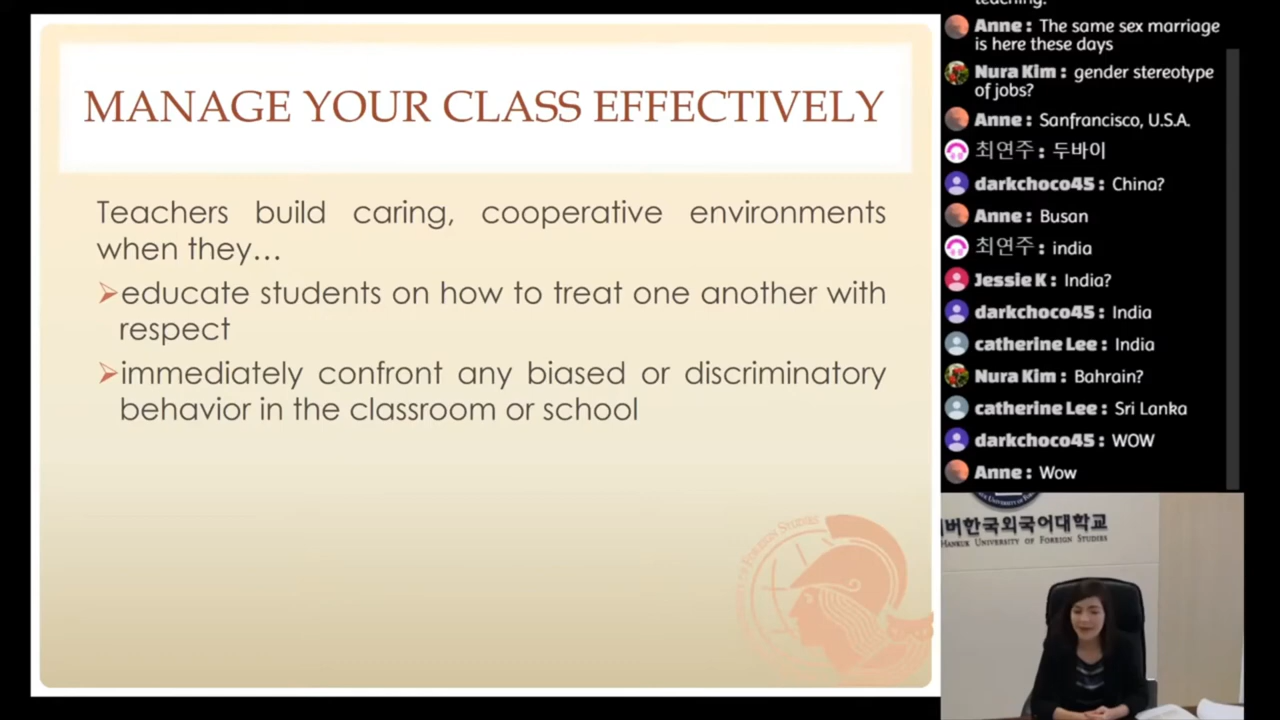 MANAGE YOUR CLASS EFFECTIVELY
Teachers build caring, cooperative environments
when they…
➢educate students on how to treat one another with
respect
➢immediately confront any biased or discriminatory
behavior in the classroom or school
teaching.
Anne : The same sex marriage
is here these days
Nura Kim : gender stereotype
of jobs?
Anne : Sanfrancisco, U.S.A.
최연주 : 두바이
darkchoco45 : China?
Anne : Busan
최연주 : india
Jessie K : India?
darkchoco45 : India
catherine Lee : India
Nura Kim : Bahrain?
catherine Lee : Sri Lanka
darkchoco45 : WOW
Anne : Wow
버한국외국어대학교
Hankuk University of Foreign Studies
of Foreign Studies